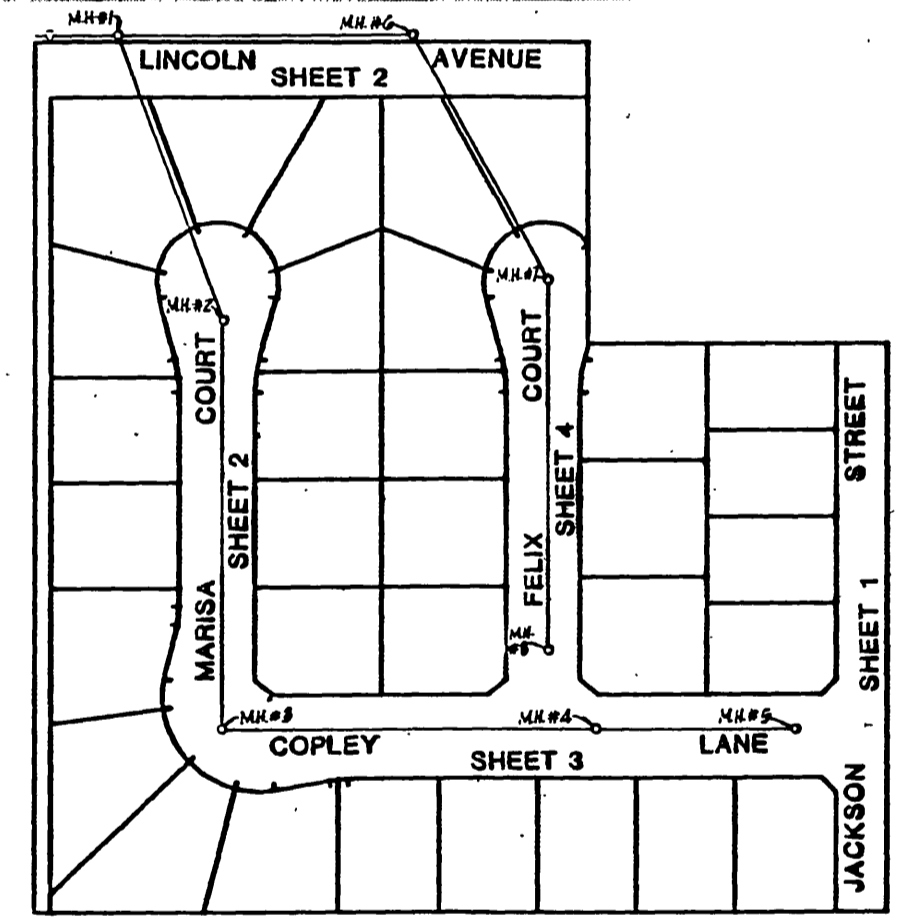 M.H.#1
M.H.#6
LINCOLN AVENUE
SHEET 2
M.H.#7
M.H.#2
COURT
COURT
STREET
SHEET 2
SHEET 4
FELIX
MARISA
SHEET 1
M.H.
M.H.#3
M.H.#4
M.H.#5
COPLEY
LANE
SHEET 3
JACKSON